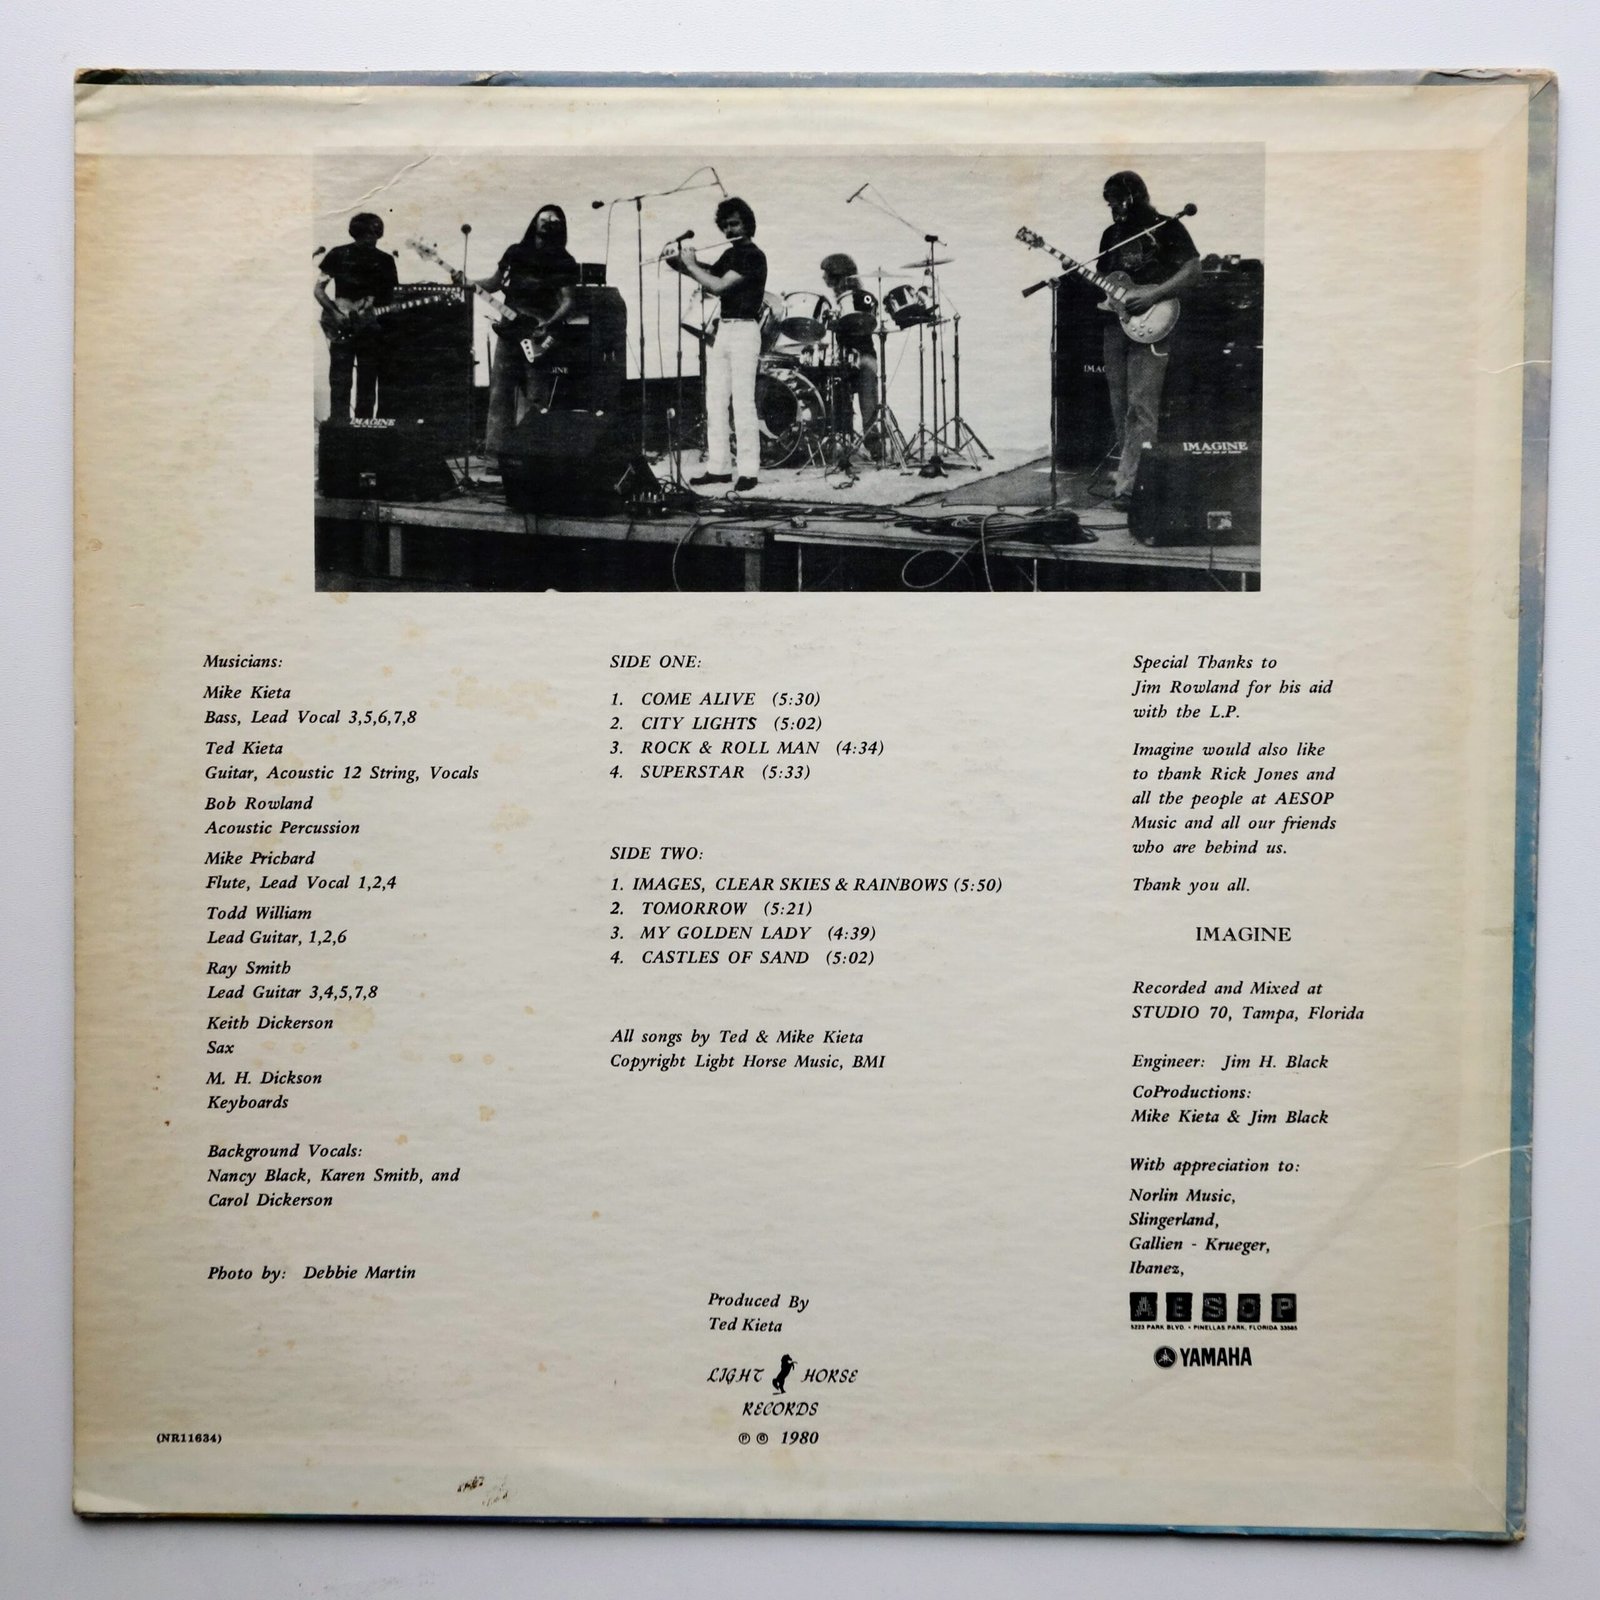 IMAGINE
INE
IMA
IMAGINE
Musicians:
Mike Kieta
Bass, Lead Vocal 3,5,6,7,8
Ted Kieta
Guitar, Acoustic 12 String, Vocals
Bob Rowland
Acoustic Percussion
Mike Prichard
Flute, Lead Vocal 1,2,4
Todd William
Lead Guitar, 1,2,6
Ray Smith
Lead Guitar 3,4,5,7,8
Keith Dickerson
Sax
M. H. Dickson
Keyboards
Background Vocals:
Nancy Black, Karen Smith, and
Carol Dickerson
Photo by: Debbie Martin
(NR11634)
SIDE ONE:
1. COME ALIVE (5:30)
2. CITY LIGHTS (5:02)
3. ROCK & ROLL MAN (4:34)
4. SUPERSTAR (5:33)
SIDE TWO:
1. IMAGES, CLEAR SKIES & RAINBOWS (5:50)
2. TOMORROW (5:21)
3. MY GOLDEN LADY (4:39)
4. CASTLES OF SAND (5:02)
All songs by Ted & Mike Kieta
Copyright Light Horse Music, BMI
Produced By
Ted Kieta
LIGHT HORSE
RECORDS
℗ © 1980
Special Thanks to
Jim Rowland for his aid
with the L.P.
Imagine would also like
to thank Rick Jones and
all the people at AESOP
Music and all our friends
who are behind us.
Thank you all.
IMAGINE
Recorded and Mixed at
STUDIO 70, Tampa, Florida
Engineer: Jim H. Black
CoProductions:
Mike Kieta & Jim Black
With appreciation to:
Norlin Music,
Slingerland,
Gallien - Krueger,
Ibanez,
AESOP
5223 PARK BLVD. • PINELLAS PARK, FLORIDA
YAMAHA